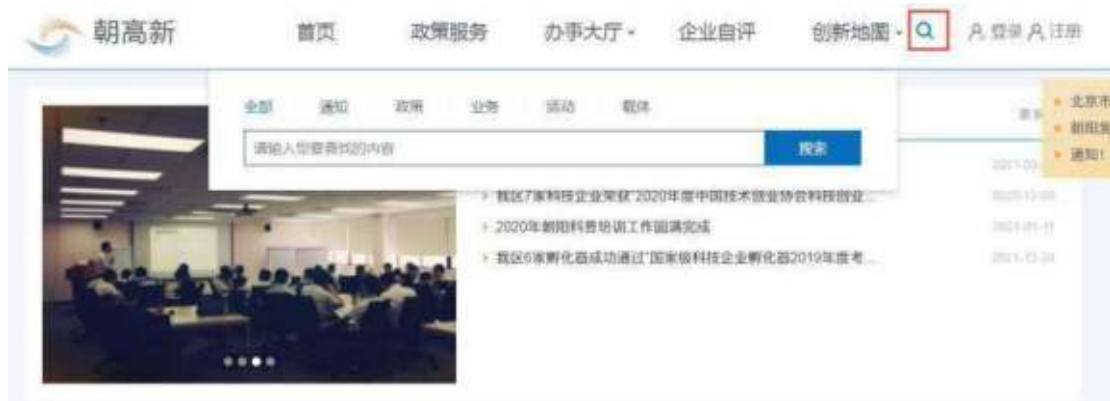 朝高新
首页 政策服务 办事大厅 企业自评 创新地图 登录 注册
全部 通知 政策 业务 活动 载体
请输入您要查找的内容 搜索
北京市
朝阳
通知!
我区7家科技企业荣获"2020年度中国技术创业协会科技创业...
2020年朝阳科普培训工作圆满完成
我区6家孵化器成功通过"国家级科技企业孵化器2019年度考...